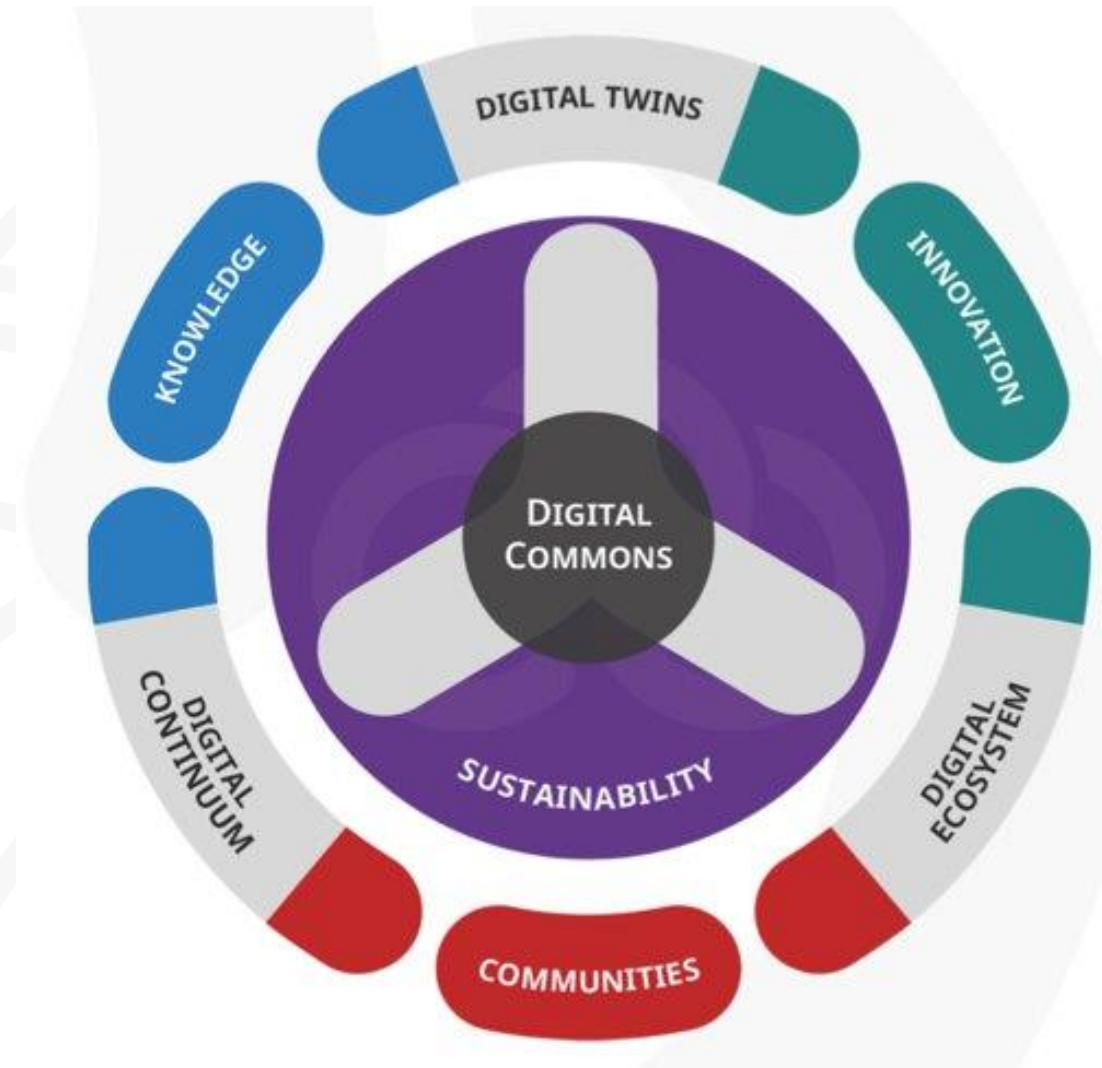 DIGITAL TWINS
KNOWLEDGE
INNOVATION
DIGITAL
COMMONS
DIGITAL
CONTINUUM
DIGITAL
ECOSYSTEM
SUSTAINABILITY
COMMUNITIES